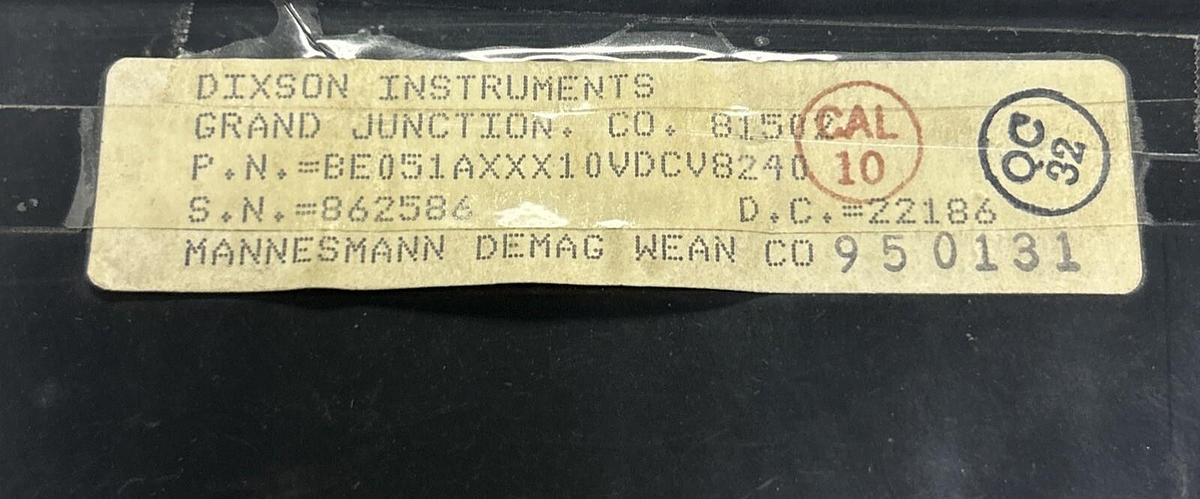 DIXSON INSTRUMENTS
GRAND JUNCTION. CO.
P.N.=BE051AXXX10VDCV8240
S.N.=862586 D.C.=22186
MANNESMANN DEMAG WEAN CO 950131
CAL
10
QC
32